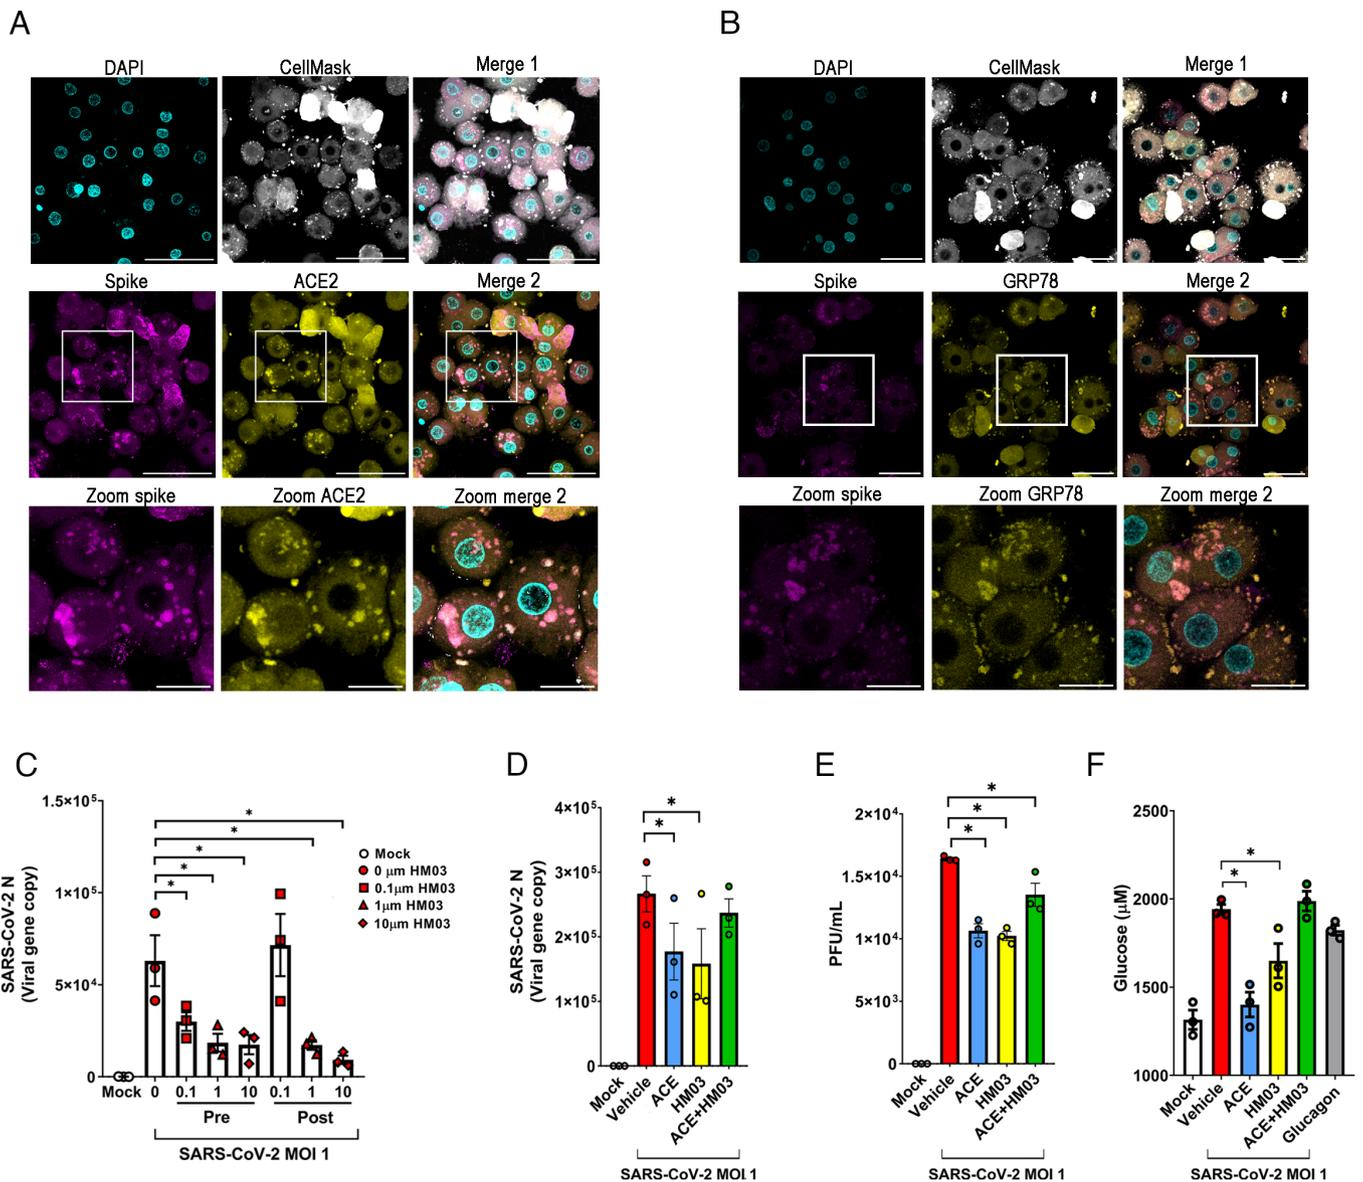 A
B
DAPI CellMask Merge 1
DAPI CellMask Merge 1
Spike ACE2 Merge 2
Spike GRP78 Merge 2
Zoom spike Zoom ACE2 Zoom merge 2
Zoom spike Zoom GRP78 Zoom merge 2
C
SARS-CoV-2 N
(Viral gene copy)
1.5×10⁵
1×10⁵
5×10⁴
0
* * * * *
Mock
0 μm HM03
0.1μm HM03
1μm HM03
10μm HM03
Mock 0 0.1 1 10 0.1 1 10
Pre Post
SARS-CoV-2 MOI 1
D
SARS-CoV-2 N
(Viral gene copy)
4×10⁵
3×10⁵
2×10⁵
1×10⁵
0
* *
Mock Vehicle ACE HM03 ACE+HM03
SARS-CoV-2 MOI 1
E
PFU/mL
2×10⁴
1.5×10⁴
1×10⁴
5×10³
0
* * *
Mock Vehicle ACE HM03 ACE+HM03
SARS-CoV-2 MOI 1
F
Glucose (μM)
2500
2000
1500
1000
* *
Mock Vehicle ACE HM03 ACE+HM03 Glucagon
SARS-CoV-2 MOI 1